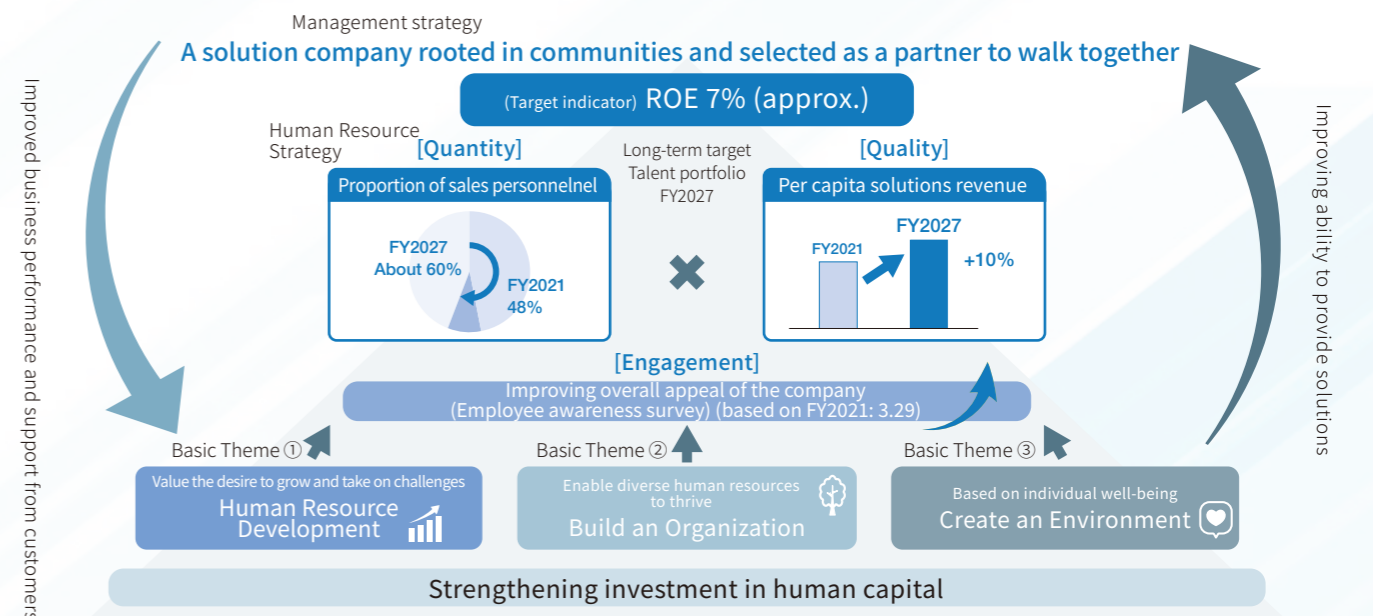 Management strategy
A solution company rooted in communities and selected as a partner to walk together
(Target indicator) ROE 7% (approx.)
Human Resource
Strategy
[Quantity]
Proportion of sales personnelnel
FY2027
About 60%
FY2021
48%
Long-term target
Talent portfolio
FY2027
[Quality]
Per capita solutions revenue
FY2021
FY2027
+10%
[Engagement]
Improving overall appeal of the company
(Employee awareness survey) (based on FY2021: 3.29)
Basic Theme ①
Value the desire to grow and take on challenges
Human Resource
Development
Basic Theme ②
Enable diverse human resources
to thrive
Build an Organization
Basic Theme ③
Based on individual well-being
Create an Environment
Strengthening investment in human capital
Improved business performance and support from customers
Improving ability to provide solutions